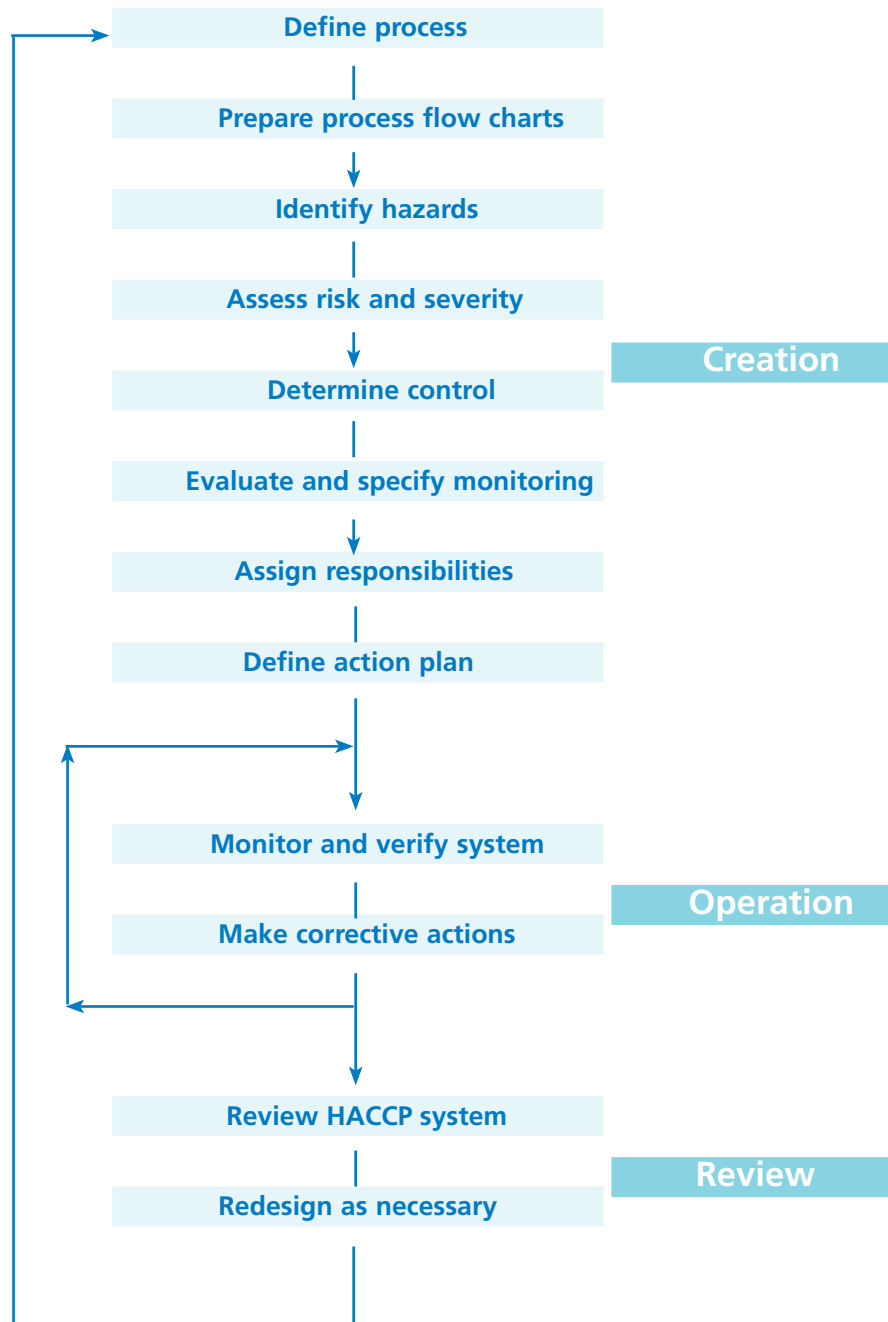 Define process
Prepare process flow charts
Identify hazards
Assess risk and severity
Creation
Determine control
Evaluate and specify monitoring
Assign responsibilities
Define action plan
Monitor and verify system
Operation
Make corrective actions
Review HACCP system
Review
Redesign as necessary